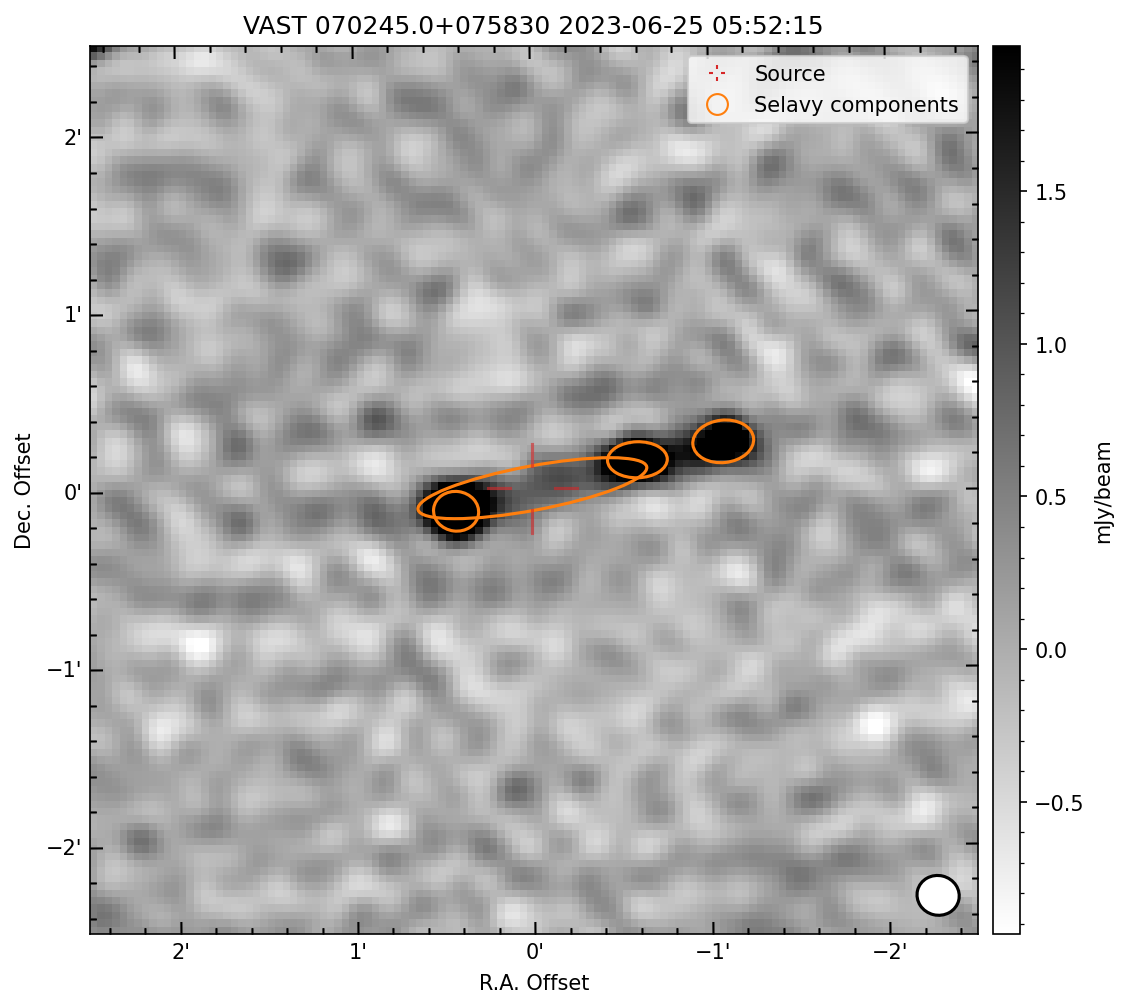 VAST 070245.0+075830 2023-06-25 05:52:15
Source
Selavy components
2'
1'
0'
−1'
−2'
Dec. Offset
2'
1'
0'
−1'
−2'
R.A. Offset
1.5
1.0
0.5
0.0
−0.5
mJy/beam